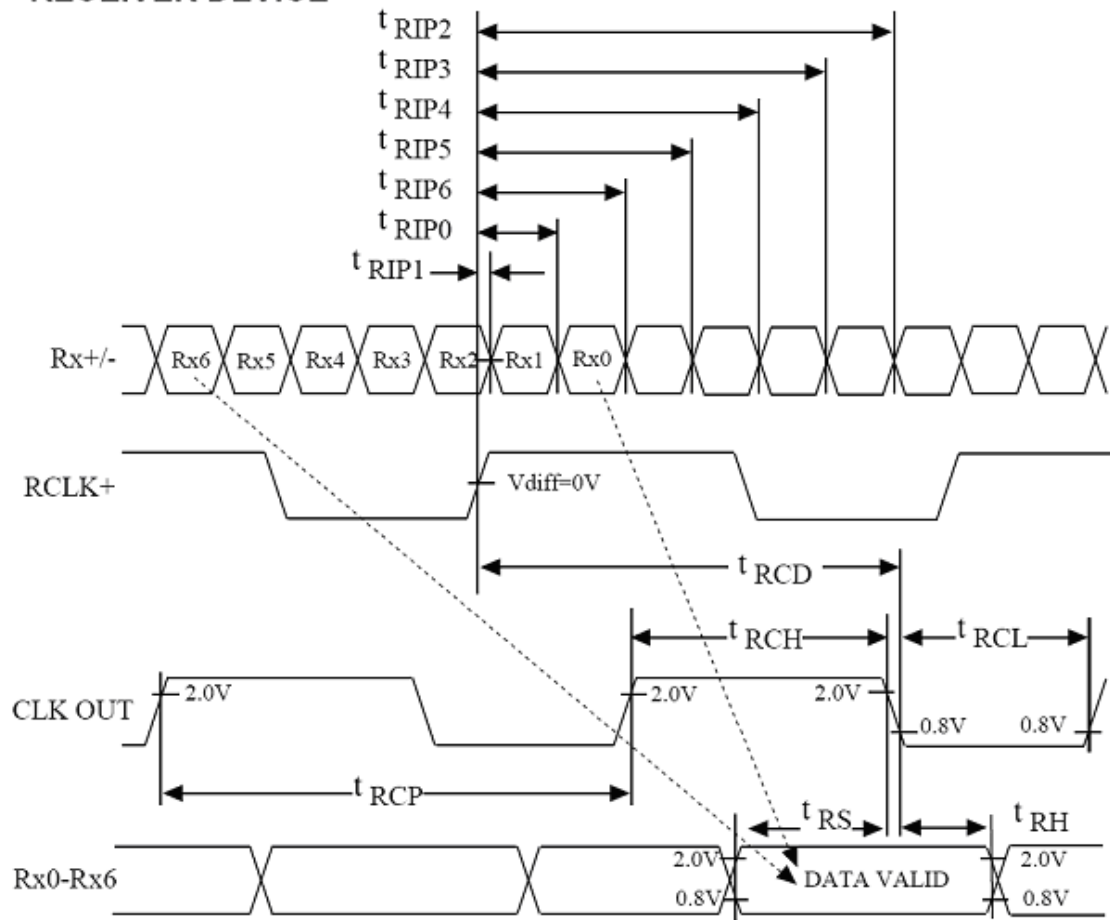 t RIP2
t RIP3
t RIP4
t RIP5
t RIP6
t RIP0
t RIP1
Rx+/- Rx6 Rx5 Rx4 Rx3 Rx2 Rx1 Rx0
RCLK+ Vdiff=0V
t RCD
t RCH t RCL
CLK OUT 2.0V 2.0V 2.0V 0.8V 0.8V
t RCP
t RS t RH
Rx0-Rx6 2.0V 0.8V DATA VALID 2.0V 0.8V